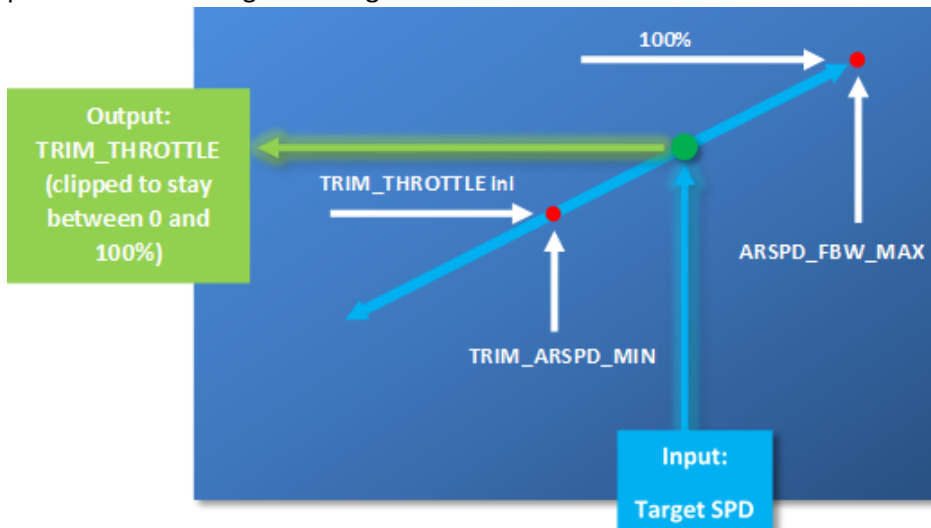 100%
Output:
TRIM_THROTTLE
(clipped to stay
between 0 and
100%)
TRIM_THROTTLE Ini
ARSPD_FBW_MAX
TRIM_ARSPD_MIN
Input:
Target SPD